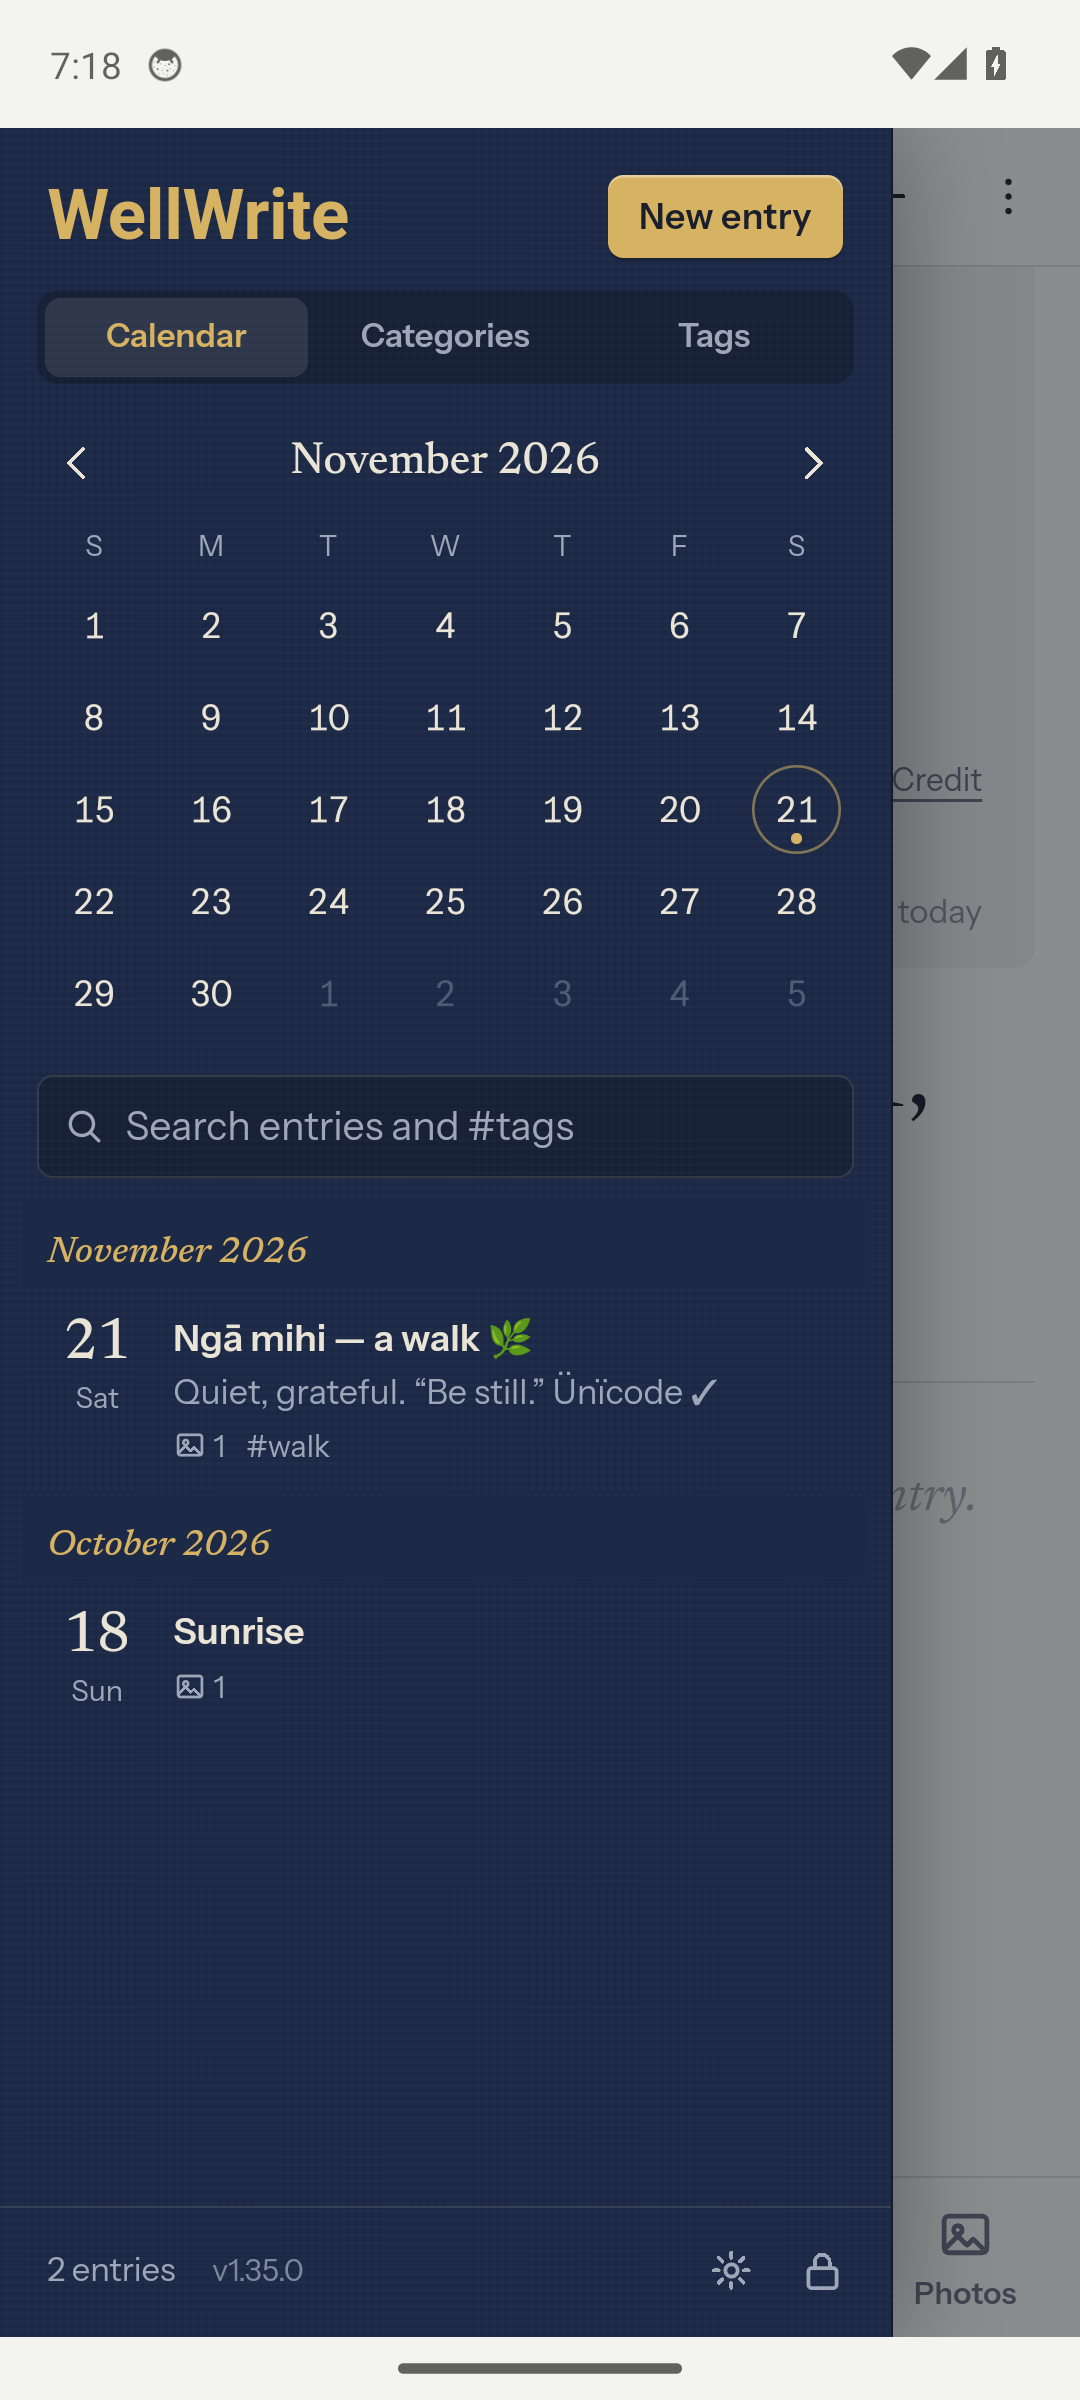 7:18
WellWrite
New entry
Calendar Categories Tags
November 2026
S M T W T F S
1 2 3 4 5 6 7
8 9 10 11 12 13 14
15 16 17 18 19 20 21
22 23 24 25 26 27 28
29 30 1 2 3 4 5
Credit
today
Search entries and #tags
November 2026
21 Ngā mihi — a walk 🌿
Sat Quiet, grateful. “Be still.” Ünïcode ✓
1 #walk
October 2026
18 Sunrise
Sun 1
2 entries v1.35.0
Photos